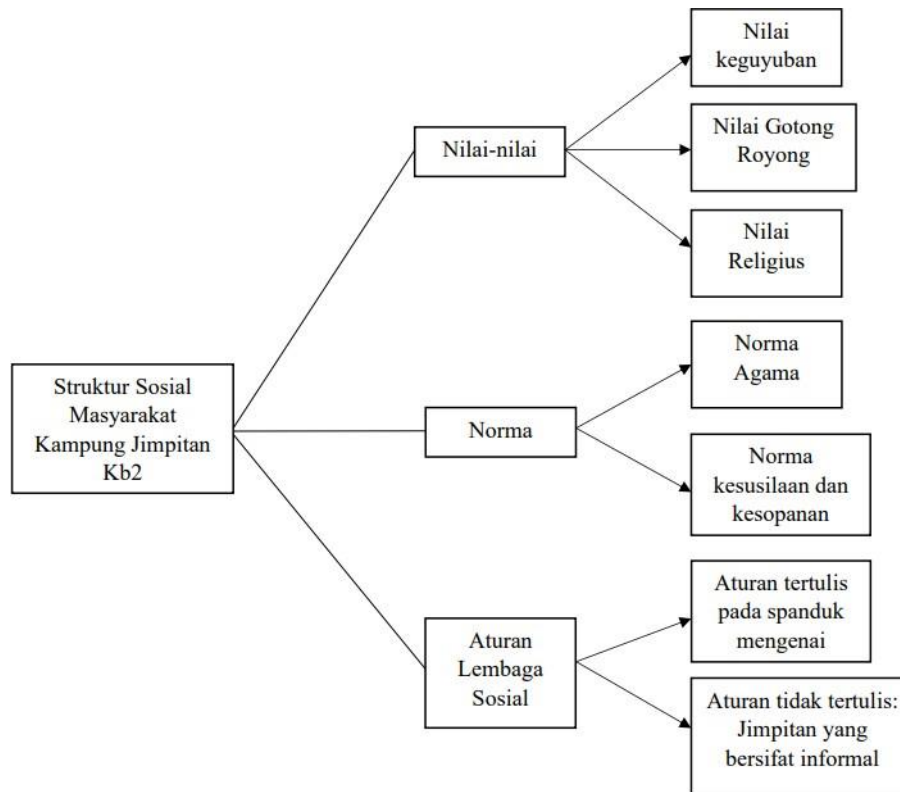 Struktur Sosial
Masyarakat
Kampung Jimpitan
Kb2
Nilai-nilai
Nilai
keguyuban
Nilai Gotong
Royong
Nilai
Religius
Norma
Norma
Agama
Norma
kesusilaan dan
kesopanan
Aturan
Lembaga
Sosial
Aturan tertulis
pada spanduk
mengenai
Aturan tidak tertulis:
Jimpitan yang
bersifat informal